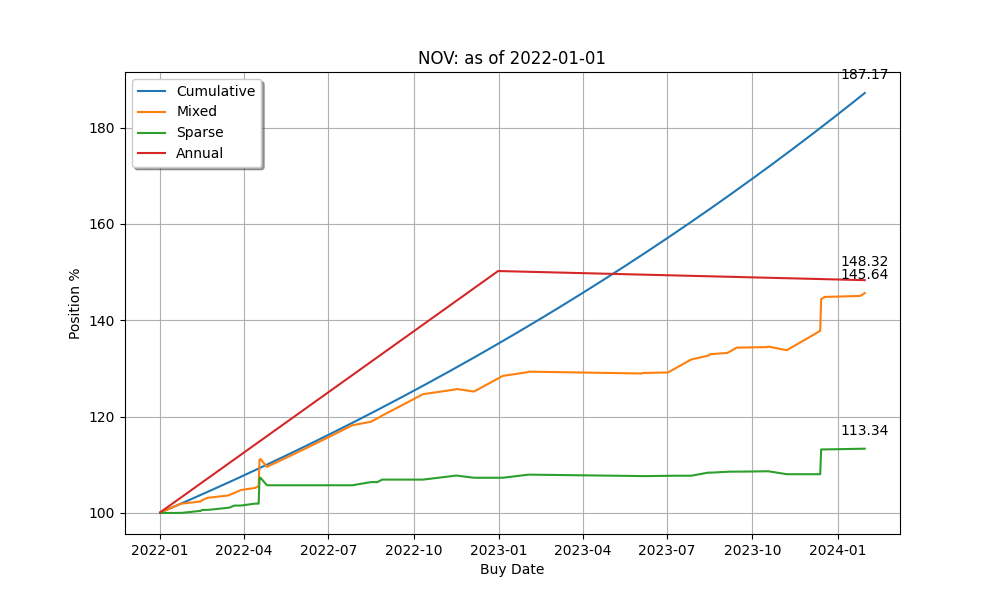 NOV: as of 2022-01-01
187.17
Cumulative
Mixed
Sparse
Annual
180
160
148.32
145.64
140
120
113.34
100
Position %
2022-01 2022-04 2022-07 2022-10 2023-01 2023-04 2023-07 2023-10 2024-01
Buy Date